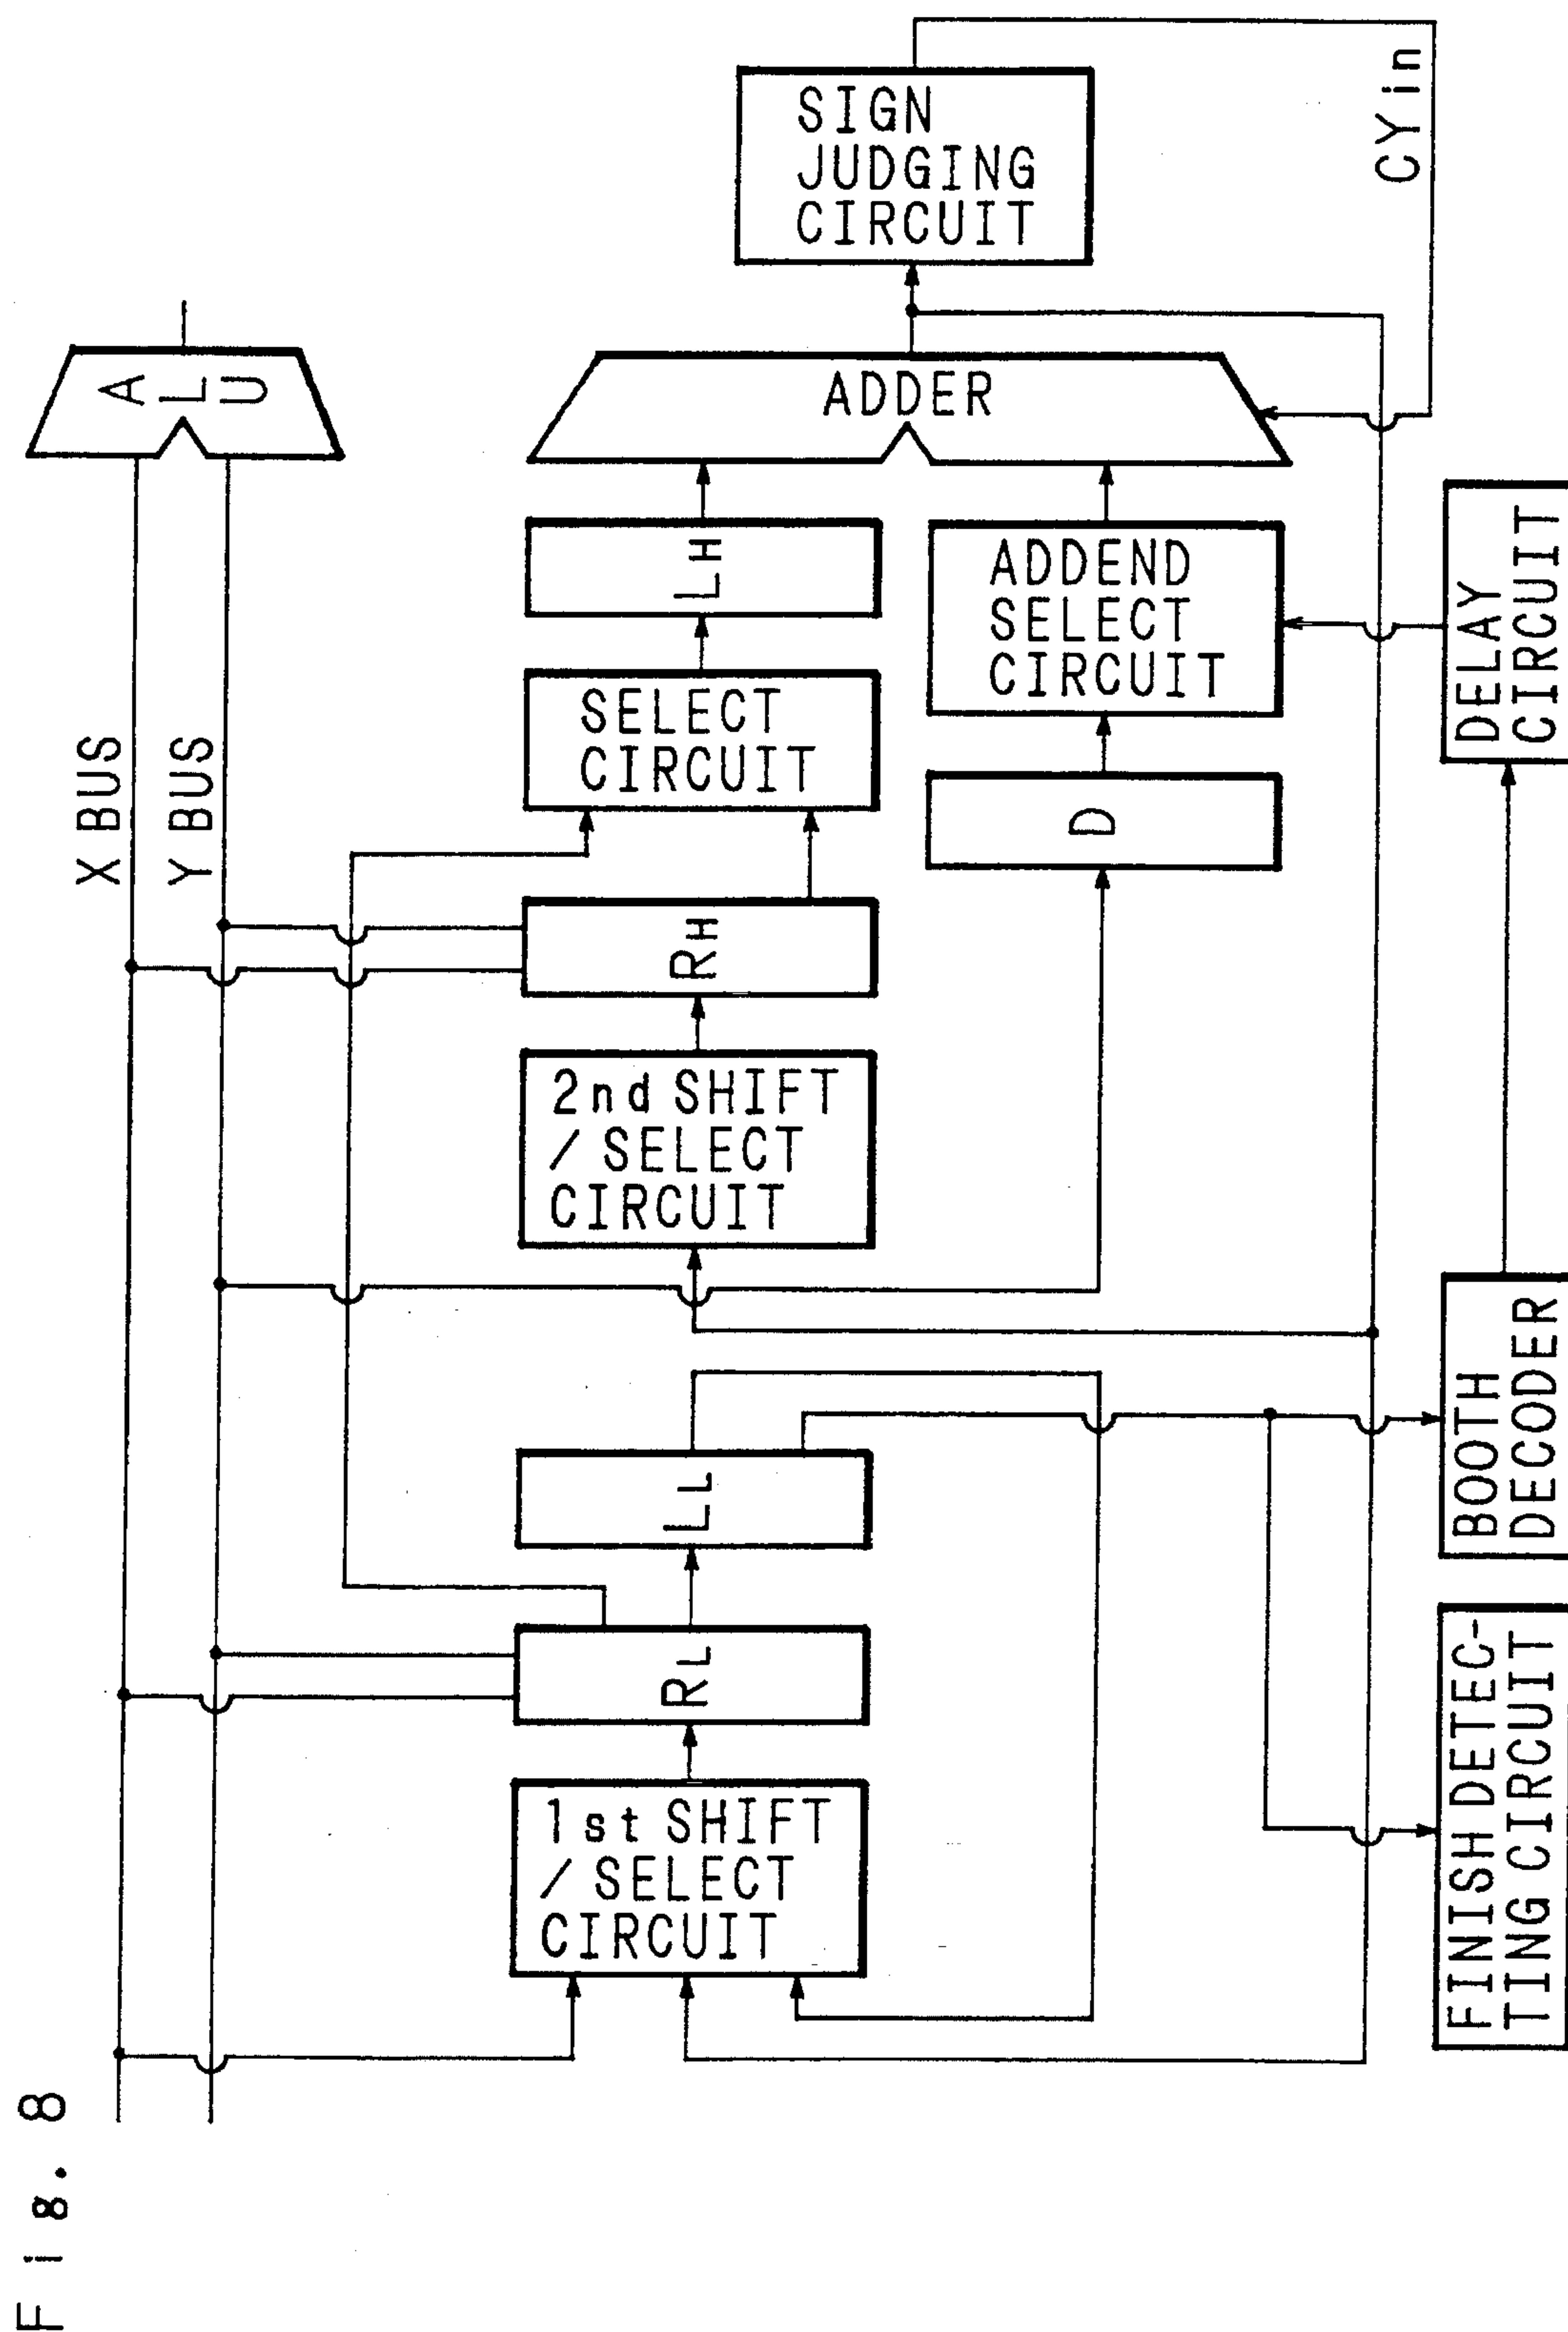 Fig. 8
X BUS
Y BUS
ALU
1st SHIFT
/ SELECT
CIRCUIT
RL
LL
2nd SHIFT
/ SELECT
CIRCUIT
RH
SELECT
CIRCUIT
LH
D
ADDEND
SELECT
CIRCUIT
ADDER
SIGN
JUDGING
CIRCUIT
CYin
FINISH DETEC-
TING CIRCUIT
BOOTH
DECODER
DELAY
CIRCUIT